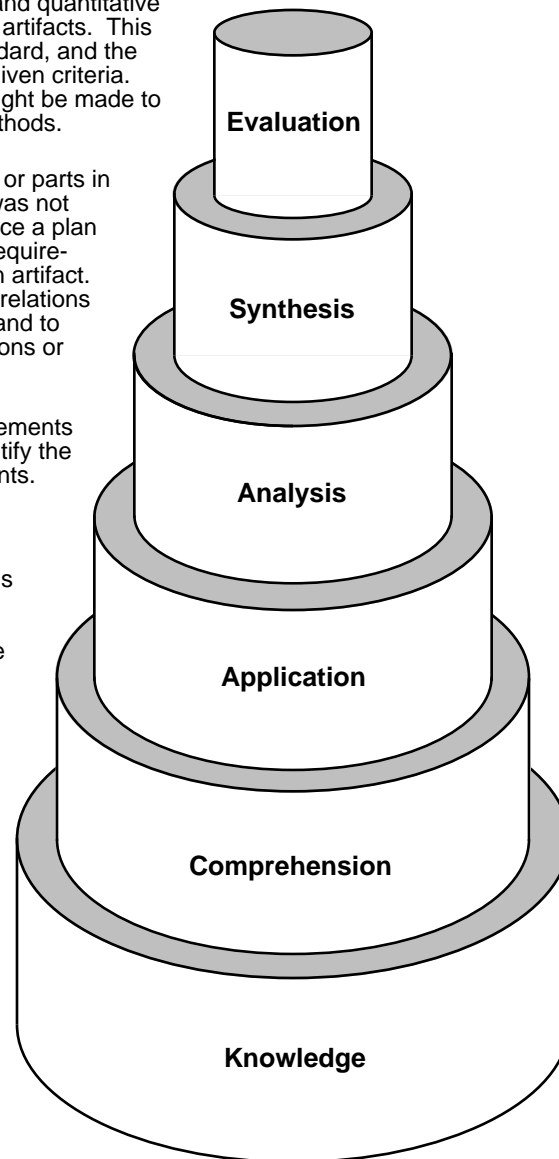 and quantitative
artifacts. This
dard, and the
iven criteria.
ght be made to
thods.
or parts in
was not
ce a plan
equire-
n artifact.
relations
and to
ons or
ements
tify the
nts.
s
e
Evaluation
Synthesis
Analysis
Application
Comprehension
Knowledge